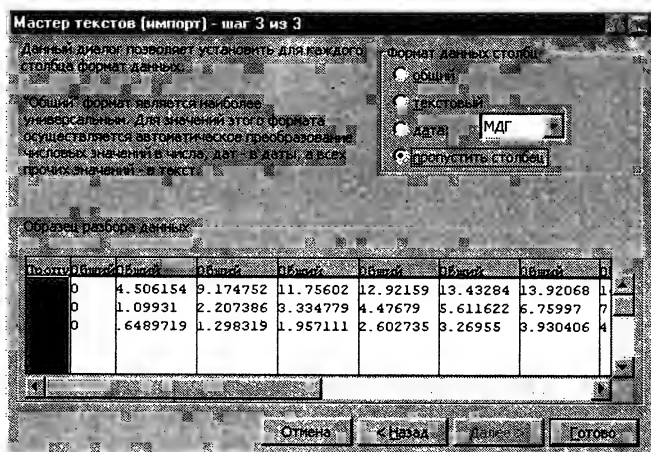 Мастер текстов (импорт) - шаг 3 из 3
Данный диалог позволяет установить для каждого
столбца формат данных.
"Общий" формат является наиболее
универсальным. Для значений этого формата
осуществляется автоматическое преобразование
числовых значений в числа, дат - в даты, а всех
прочих значений - в текст.
Формат данных столбц
общий
текстовый
дата:
МДГ
пропустить столбец
Образец разбора данных
Общий Общий Общий Общий Общий Общий Общий
0 4.506154 9.174752 11.75602 12.92159 13.43284 13.92068
0 1.09931 2.207386 3.334779 4.47679 5.611622 6.75997 7
0 .6489719 1.298319 1.957111 2.602735 3.26955 3.930406 4
Отмена
< Назад
Далее >
Готово